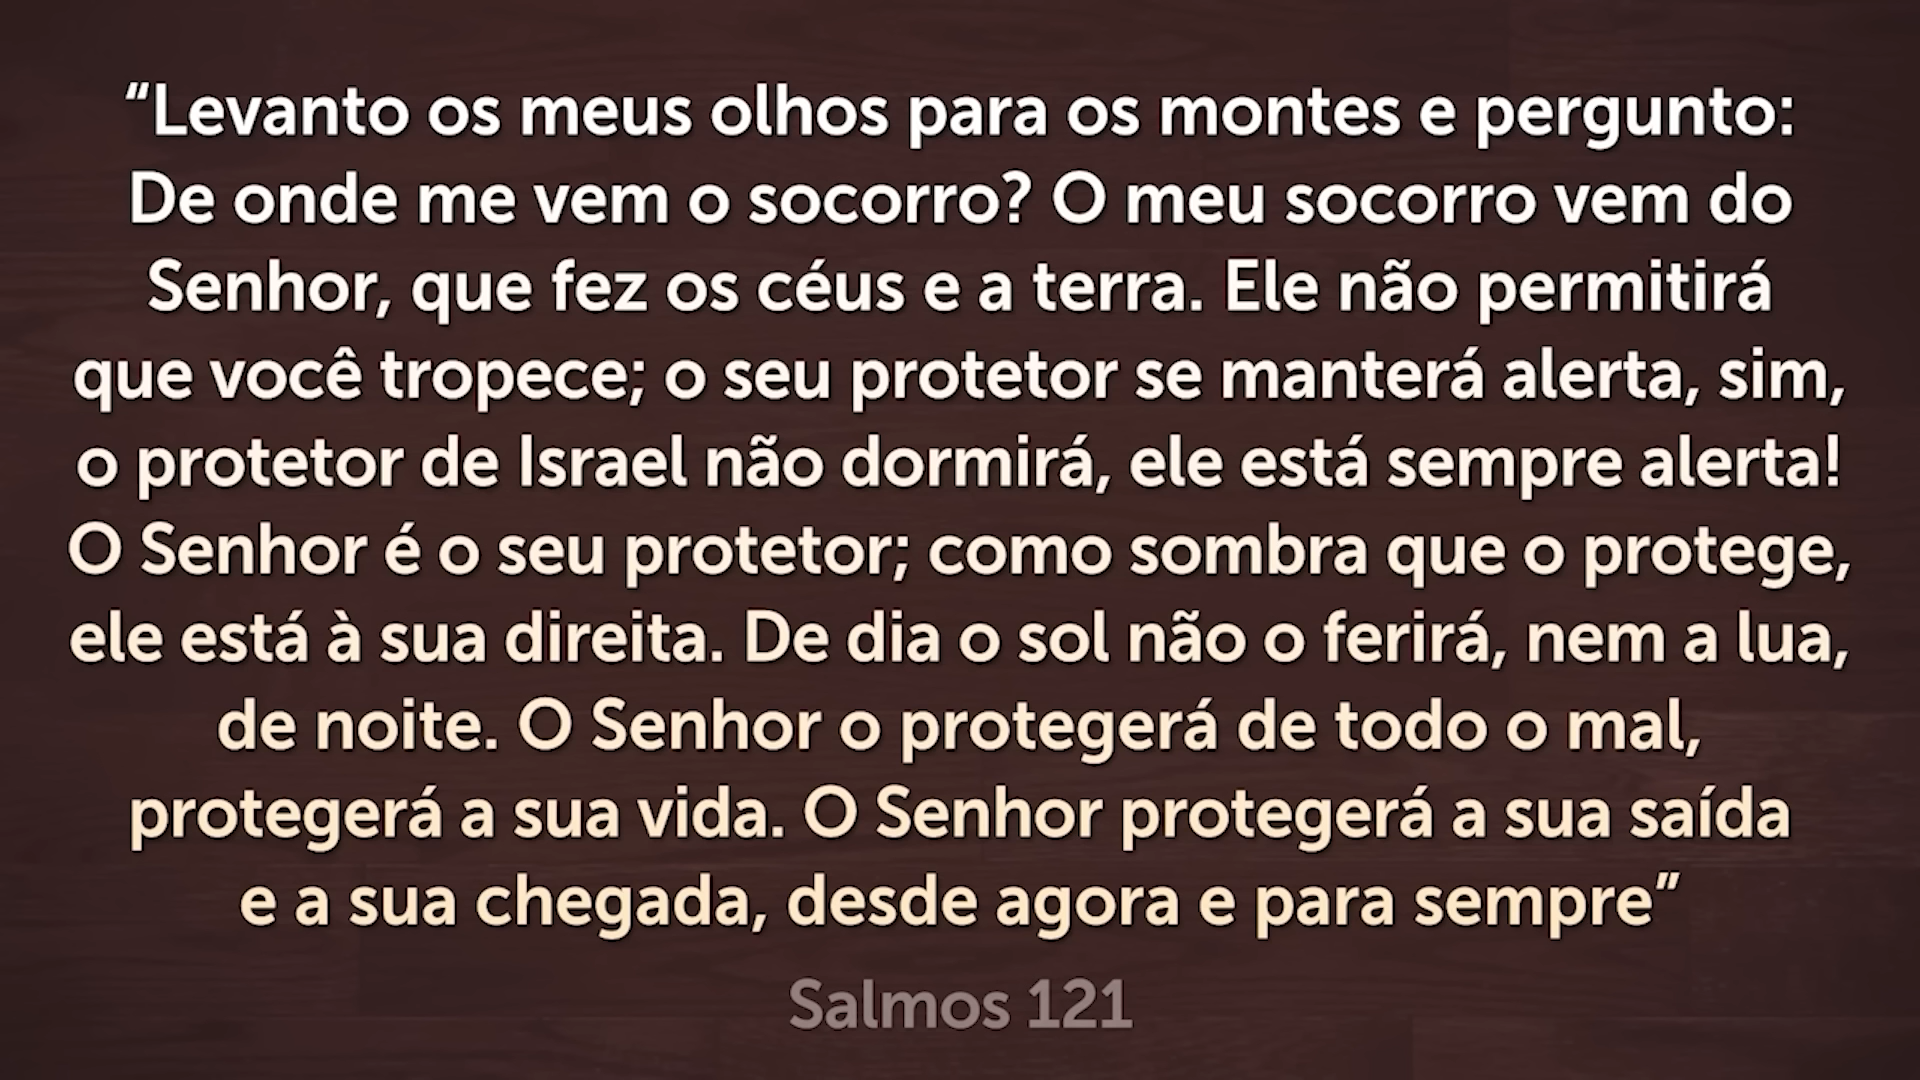 “Levanto os meus olhos para os montes e pergunto:
De onde me vem o socorro? O meu socorro vem do
Senhor, que fez os céus e a terra. Ele não permitirá
que você tropece; o seu protetor se manterá alerta, sim,
o protetor de Israel não dormirá, ele está sempre alerta!
O Senhor é o seu protetor; como sombra que o protege,
ele está à sua direita. De dia o sol não o ferirá, nem a lua,
de noite. O Senhor o protegerá de todo o mal,
protegerá a sua vida. O Senhor protegerá a sua saída
e a sua chegada, desde agora e para sempre”
Salmos 121